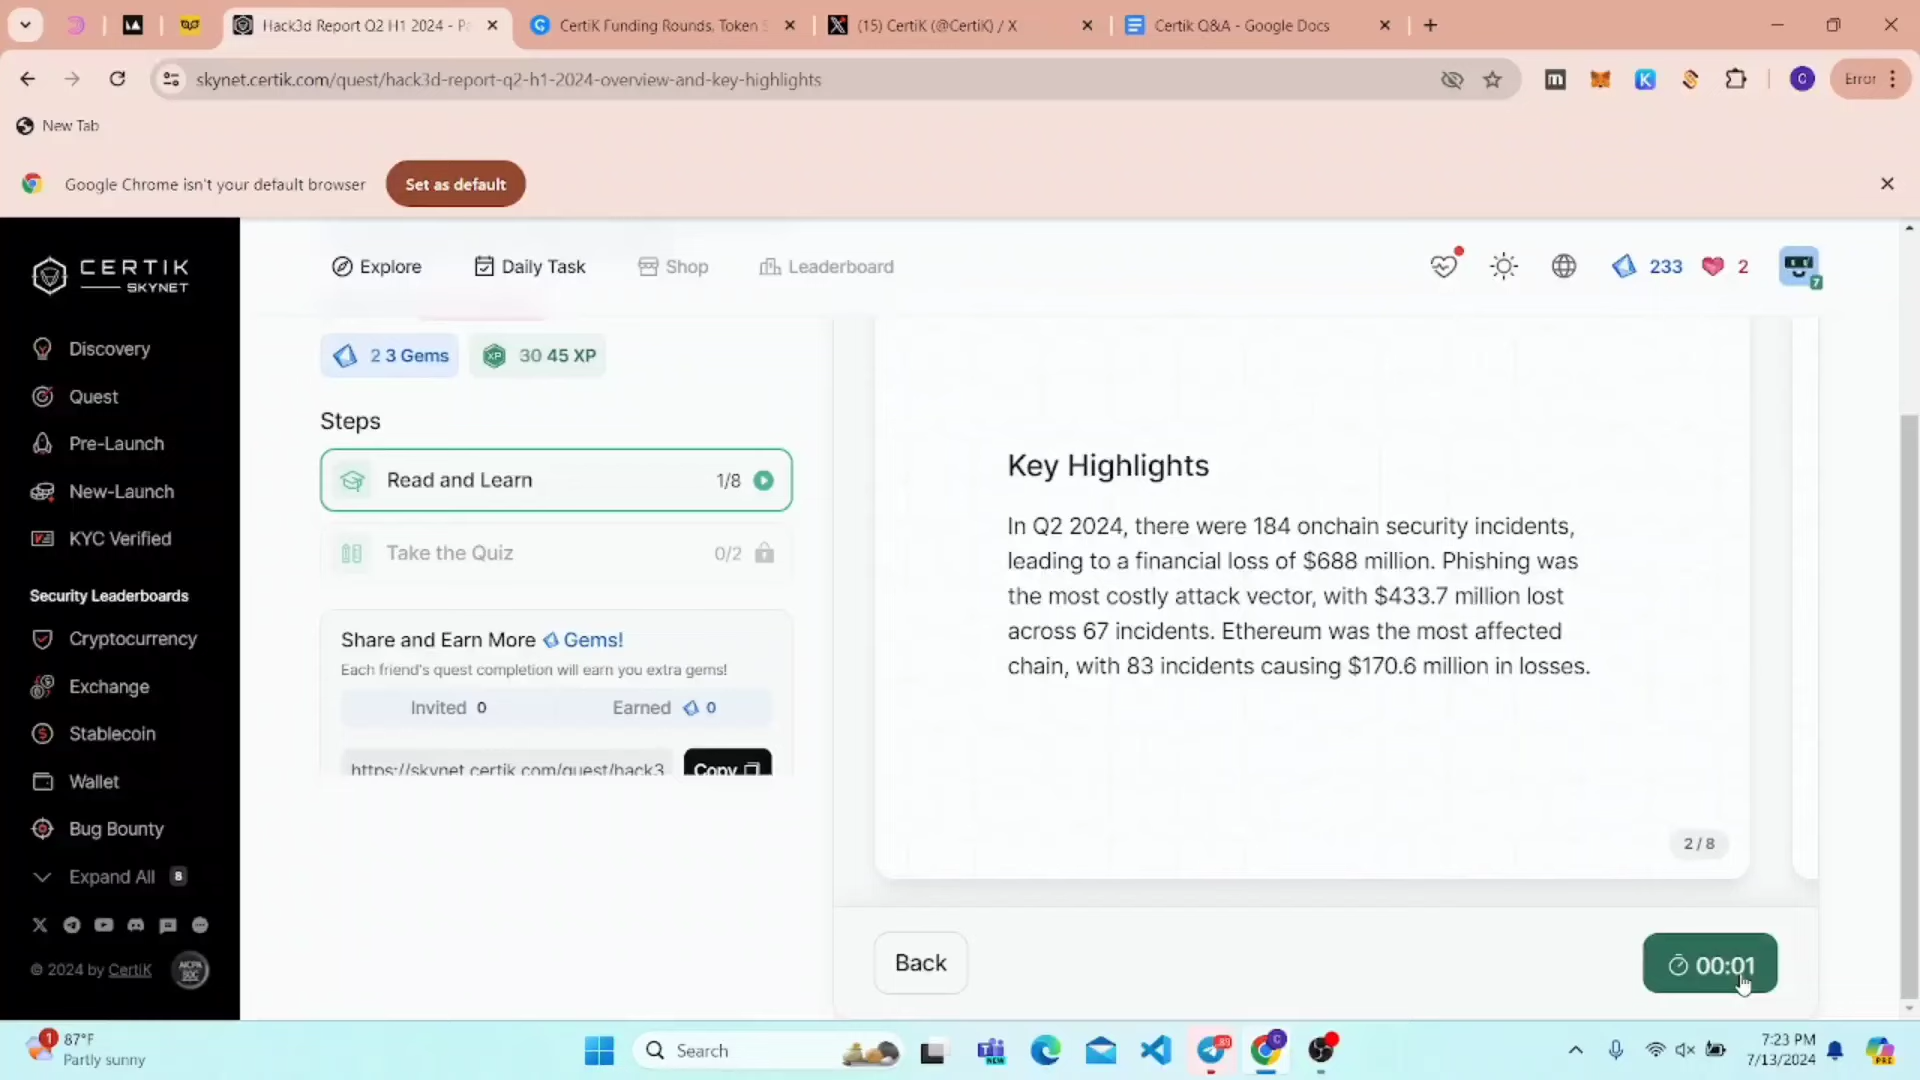 Hack3d Report Q2 H1 2024 - Pa
CertiK Funding Rounds, Token S
(15) CertiK (@CertiK) / X
Certik Q&A - Google Docs
skynet.certik.com/quest/hack3d-report-q2-h1-2024-overview-and-key-highlights
Error
New Tab
Google Chrome isn't your default browser
Set as default
CERTIK
SKYNET
Discovery
Quest
Pre-Launch
New-Launch
KYC Verified
Security Leaderboards
Cryptocurrency
Exchange
Stablecoin
Wallet
Bug Bounty
Expand All 8
© 2024 by CertiK
Explore
Daily Task
Shop
Leaderboard
233
2
7
2 3 Gems
XP 30 45 XP
Steps
Read and Learn 1/8
Take the Quiz 0/2
Share and Earn More Gems!
Each friend's quest completion will earn you extra gems!
Invited 0
Earned 0
https://skynet.certik.com/quest/hack3
Copy
Key Highlights
In Q2 2024, there were 184 onchain security incidents,
leading to a financial loss of $688 million. Phishing was
the most costly attack vector, with $433.7 million lost
across 67 incidents. Ethereum was the most affected
chain, with 83 incidents causing $170.6 million in losses.
2 / 8
Back
00:01
1
87°F
Partly sunny
Search
7:23 PM
7/13/2024